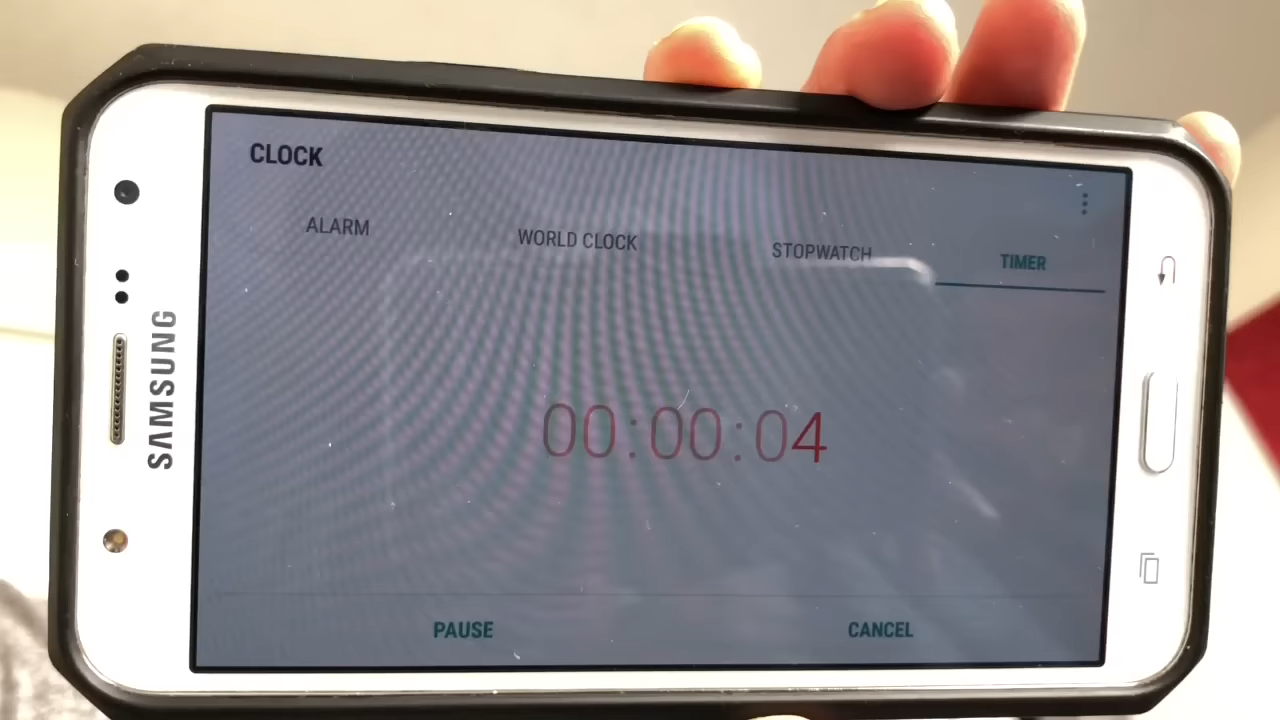 CLOCK
ALARM WORLD CLOCK STOPWATCH TIMER
00:00:04
PAUSE CANCEL
SAMSUNG